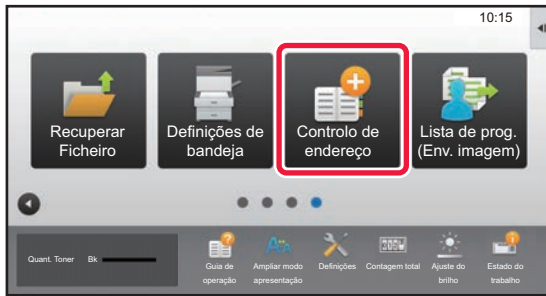 10:15
Recuperar
Ficheiro
Definições de
bandeja
Controlo de
endereço
Lista de prog.
(Env. imagem)
Quant. Toner Bk
Guia de
operação
Ampliar modo
apresentação
Definições
Contagem total
Ajuste do
brilho
Estado do
trabalho